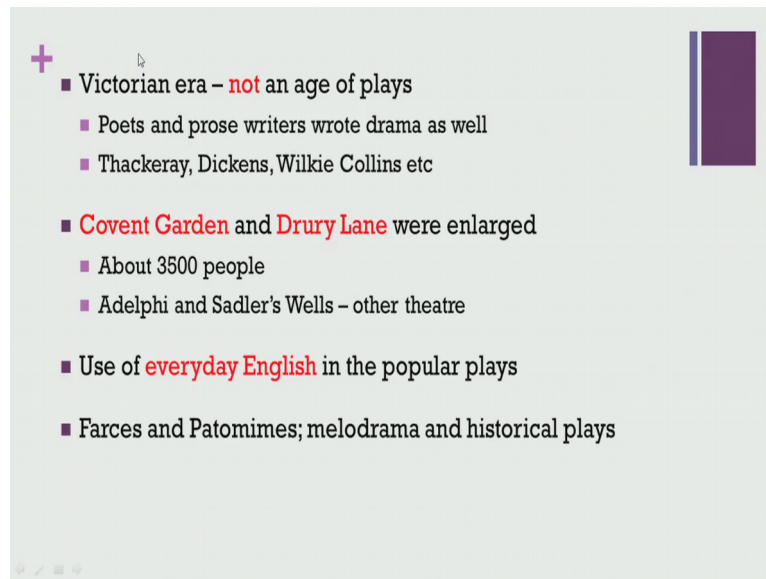 Victorian era – not an age of plays
Poets and prose writers wrote drama as well
Thackeray, Dickens, Wilkie Collins etc
Covent Garden and Drury Lane were enlarged
About 3500 people
Adelphi and Sadler's Wells – other theatre
Use of everyday English in the popular plays
Farces and Patomimes; melodrama and historical plays